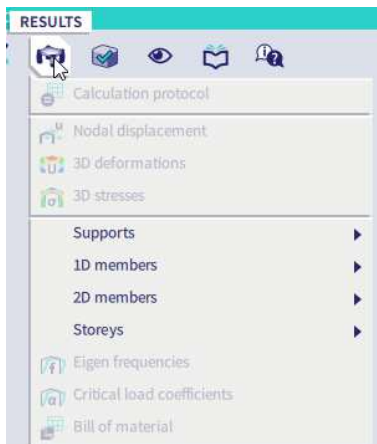 RESULTS
Calculation protocol
Nodal displacement
3D deformations
3D stresses
Supports
1D members
2D members
Storeys
Eigen frequencies
Critical load coefficients
Bill of material